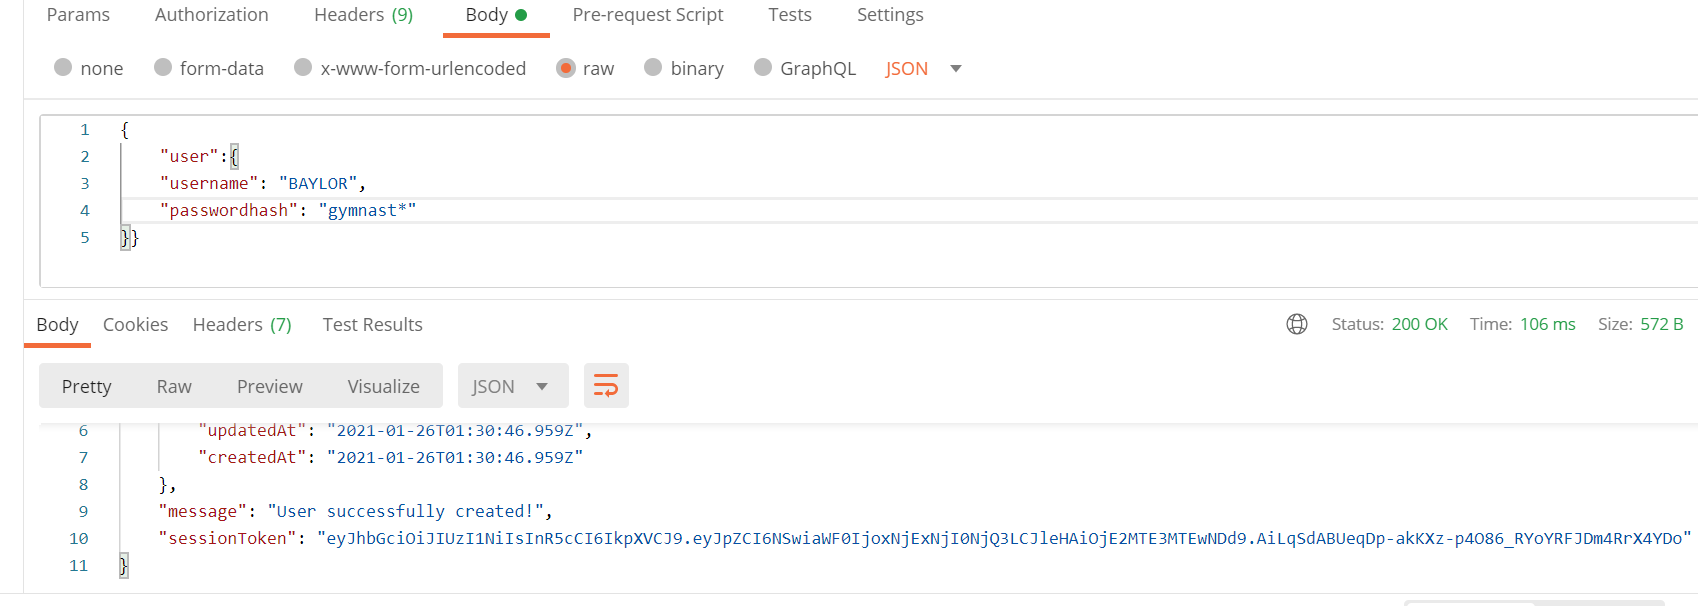 Params Authorization Headers (9) Body Pre-request Script Tests Settings
none form-data x-www-form-urlencoded raw binary GraphQL JSON
1 {
2 "user":{
3 "username": "BAYLOR",
4 "passwordhash": "gymnast*"
5 }}
Body Cookies Headers (7) Test Results Status: 200 OK Time: 106 ms Size: 572 B
Pretty Raw Preview Visualize JSON
6 "updatedAt": "2021-01-26T01:30:46.959Z",
7 "createdAt": "2021-01-26T01:30:46.959Z"
8 },
9 "message": "User successfully created!",
10 "sessionToken": "eyJhbGciOiJIUzI1NiIsInR5cCI6IkpXVCJ9.eyJpZCI6NSwiaWF0IjoxNjExNjI0NjQ3LCJleHAiOjE2MTE3MTEwNDd9.AiLqSdABUeqDp-akKXz-p4O86_RYoYRFJDm4RrX4YDo"
11 }